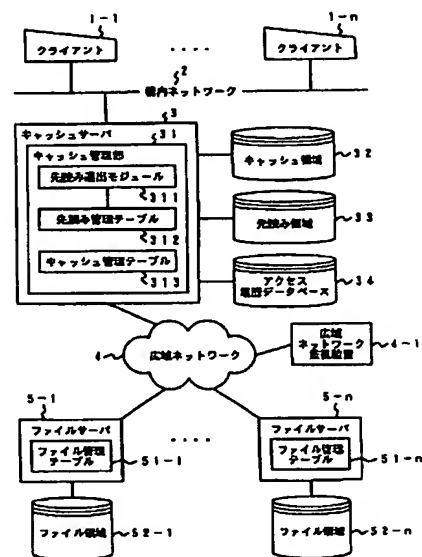 1-1
1-n
クライアント
クライアント
2
構内ネットワーク
3
キャッシュサーバ
31
キャッシュ管理部
先読み選出モジュール
311
先読み管理テーブル
312
キャッシュ管理テーブル
313
キャッシュ領域
32
先読み領域
33
アクセス
履歴データベース
34
4
広域ネットワーク
広域
ネットワーク
監視装置
4-1
5-1
ファイルサーバ
ファイル管理
テーブル
51-1
ファイル領域
52-1
5-n
ファイルサーバ
ファイル管理
テーブル
51-n
ファイル領域
52-n